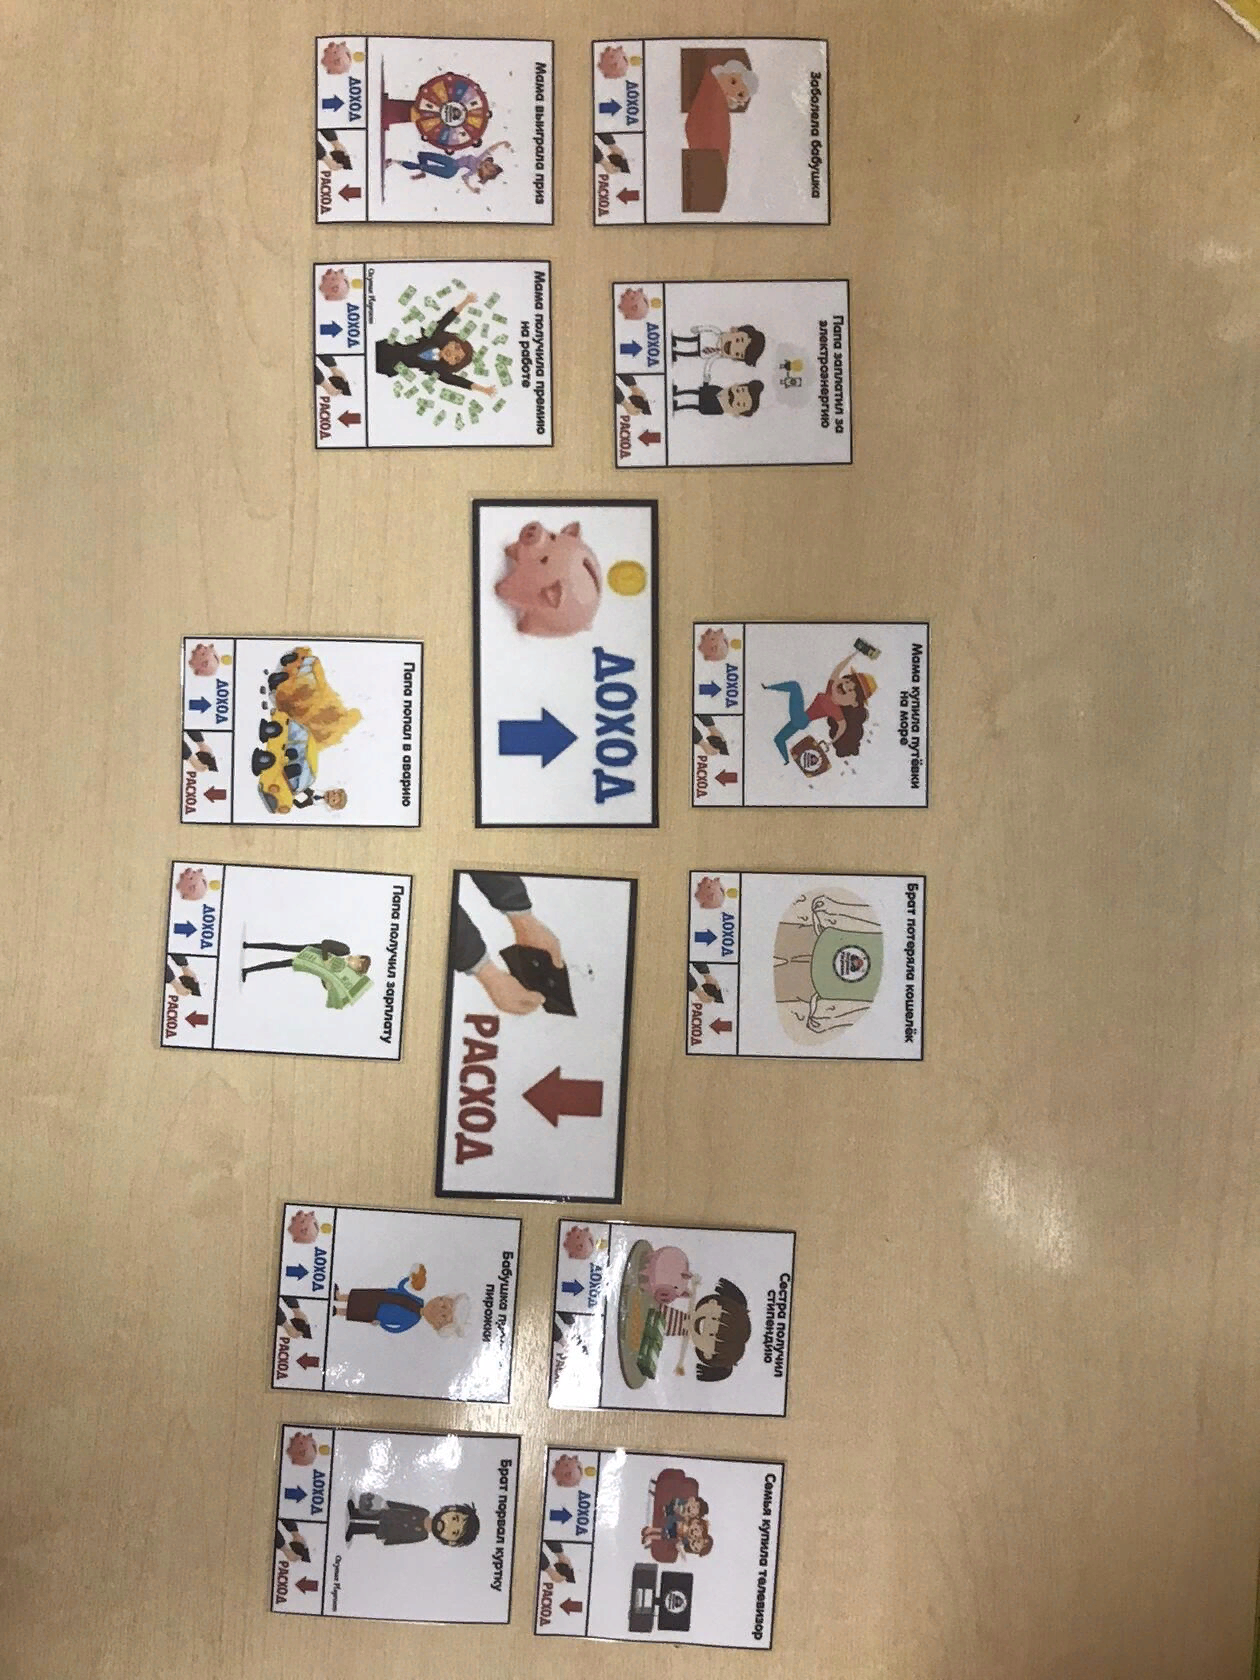 Заболела бабушка
ДОХОД
РАСХОД
Папа заплатил за
электроэнергию
ДОХОД
РАСХОД
Мама купила путёвки
на море
ДОХОД
РАСХОД
Брат потеряла кошелёк
ДОХОД
РАСХОД
Сестра получил
стипендию
ДОХОД
Семья купила телевизор
ДОХОД
РАСХОД
ДОХОД
РАСХОД
Мама выиграла приз
ДОХОД
РАСХОД
Мама получила премию
на работе
ДОХОД
РАСХОД
Папа попал в аварию
ДОХОД
РАСХОД
Папа получил зарплату
ДОХОД
РАСХОД
Бабушка
пирожки
ДОХОД
РАСХОД
Брат порвал куртку
ДОХОД
РАСХОД